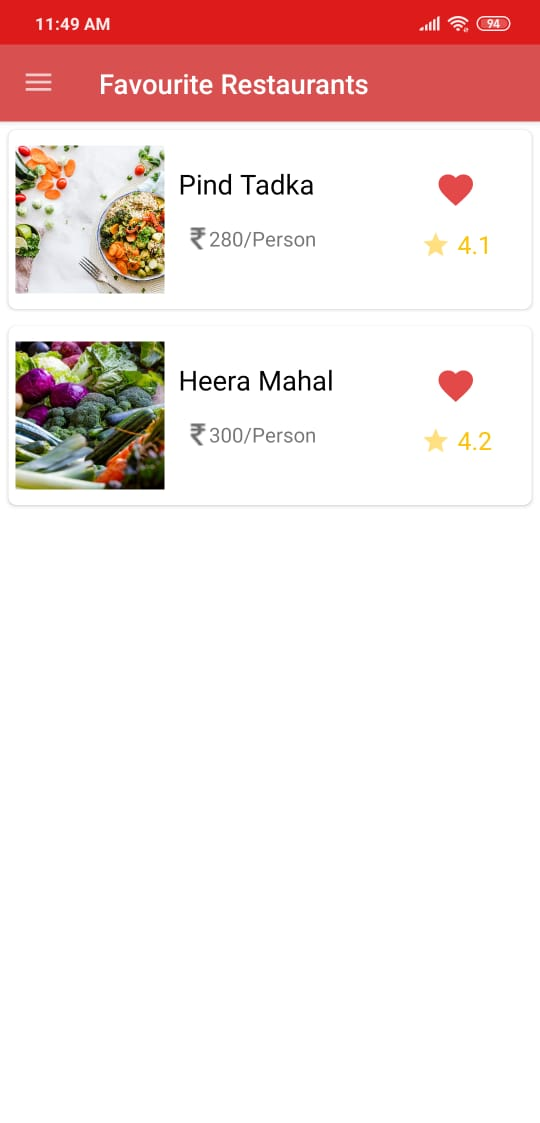 11:49 AM
94
Favourite Restaurants
Pind Tadka
₹ 280/Person
4.1
Heera Mahal
₹ 300/Person
4.2